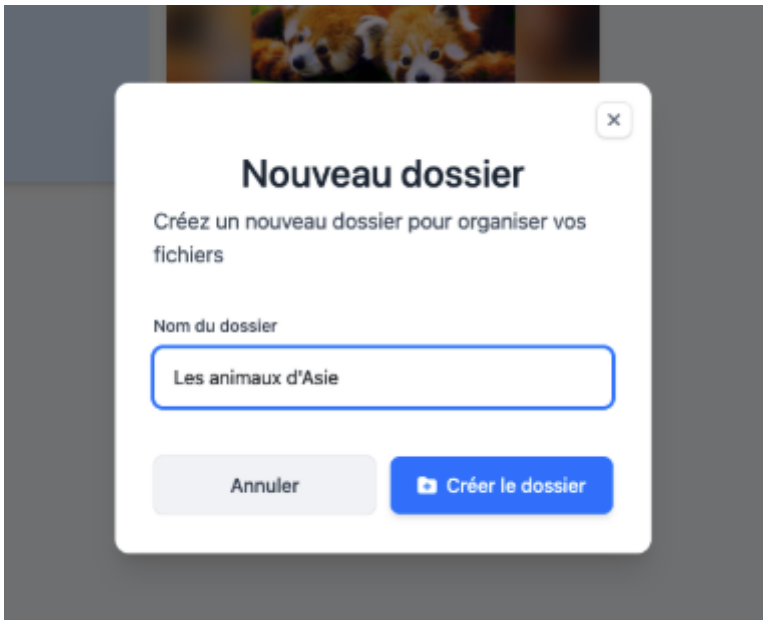 Nouveau dossier
Créez un nouveau dossier pour organiser vos
fichiers
Nom du dossier
Les animaux d'Asie
Annuler
Créer le dossier